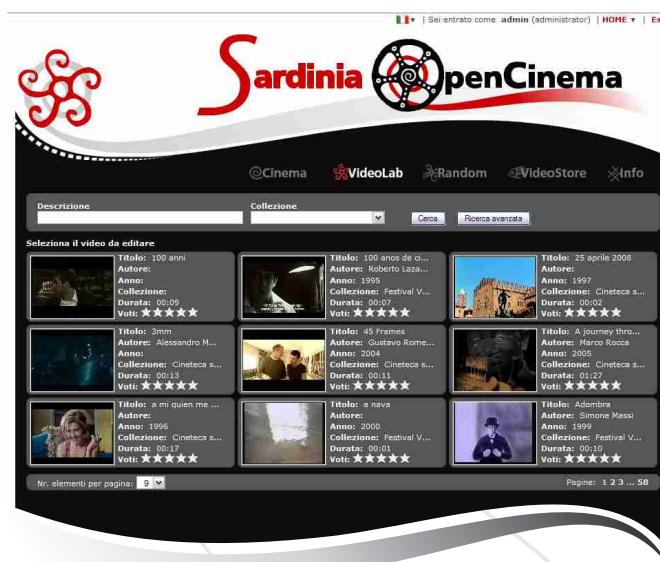 | Sei entrato come admin (administrator) | HOME ▼ | Es
Sardinia OpenCinema
Cinema VideoLab Random VideoStore Info
Descrizione Collezione
Cerca Ricerca avanzata
Seleziona il video da editare
Titolo: 100 anni
Autore:
Anno:
Collezione:
Durata: 00:09
Voti:
Titolo: 100 anos de ci...
Autore: Roberto Laza...
Anno: 1995
Collezione: Festival V...
Durata: 00:07
Voti:
Titolo: 25 aprile 2008
Autore:
Anno: 1997
Collezione: Cineteca s...
Durata: 00:02
Voti:
Titolo: 3mm
Autore: Alessandro M...
Anno:
Collezione: Cineteca s...
Durata: 00:13
Voti:
Titolo: 45 Frames
Autore: Gustavo Rome...
Anno: 2004
Collezione: Cineteca s...
Durata: 00:11
Voti:
Titolo: A journey thro...
Autore: Marco Rocca
Anno: 2005
Collezione: Cineteca s...
Durata: 01:27
Voti:
Titolo: a mi quien me ...
Autore:
Anno: 1996
Collezione: Cineteca s...
Durata: 00:17
Voti:
Titolo: a nava
Autore:
Anno: 2000
Collezione: Festival V...
Durata: 00:01
Voti:
Titolo: Adombra
Autore: Simone Massi
Anno: 1999
Collezione: Festival V...
Durata: 00:10
Voti:
Nr. elementi per pagina: 9
Pagine: 1 2 3 ... 58